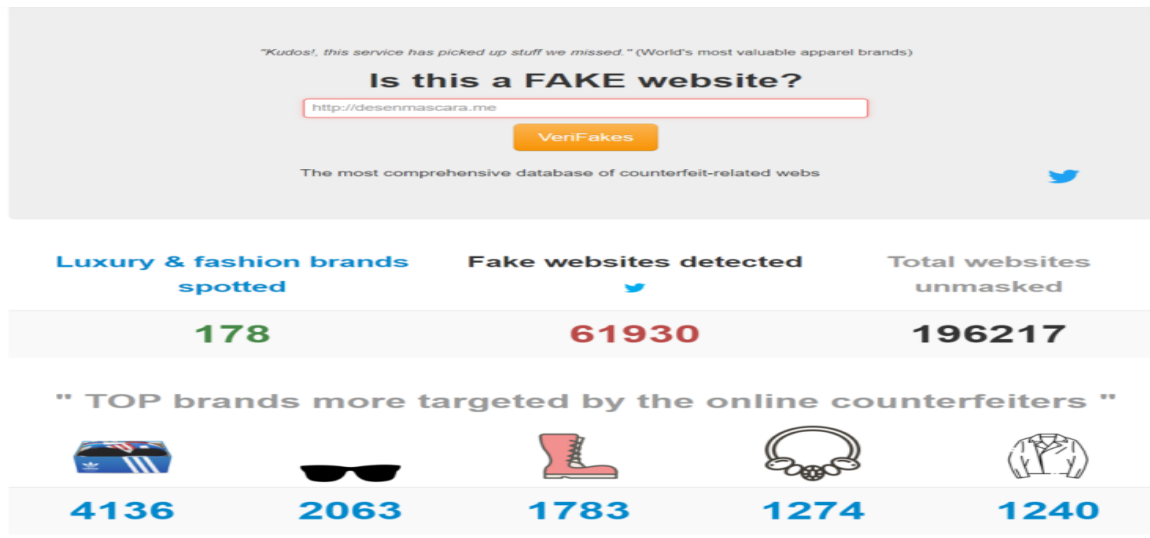 "Kudos!, this service has picked up stuff we missed." (World's most valuable apparel brands)
Is this a FAKE website?
http://desenmascara.me
VeriFakes
The most comprehensive database of counterfeit-related webs
Luxury & fashion brands
spotted
Fake websites detected
Total websites
unmasked
178 61930 196217
" TOP brands more targeted by the online counterfeiters "
4136 2063 1783 1274 1240